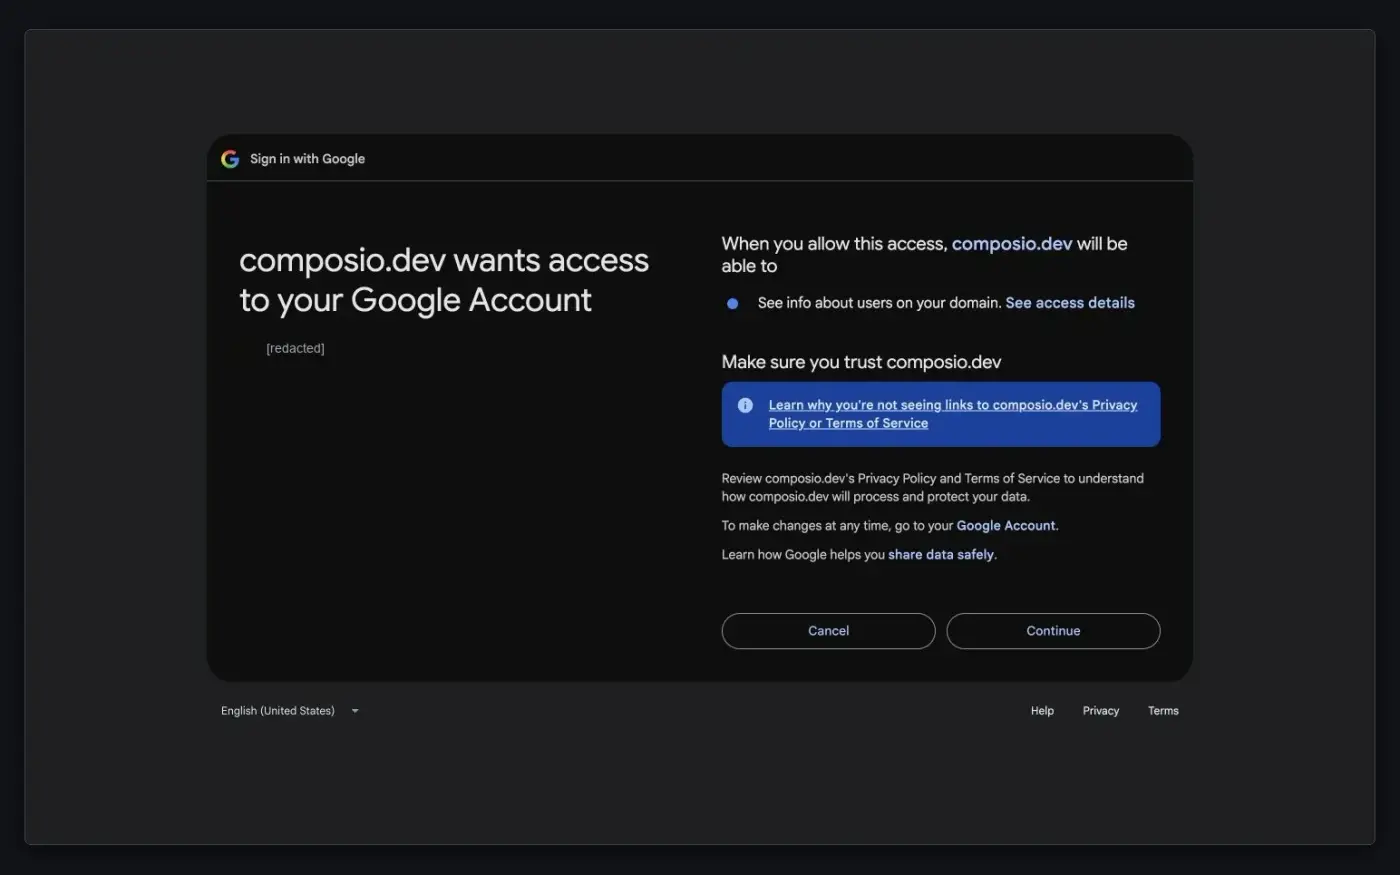 Sign in with Google
composio.dev wants access
to your Google Account
[redacted]
When you allow this access, composio.dev will be
able to
See info about users on your domain. See access details
Make sure you trust composio.dev
Learn why you're not seeing links to composio.dev's Privacy
Policy or Terms of Service
Review composio.dev's Privacy Policy and Terms of Service to understand
how composio.dev will process and protect your data.
To make changes at any time, go to your Google Account.
Learn how Google helps you share data safely.
Cancel
Continue
English (United States)
Help
Privacy
Terms